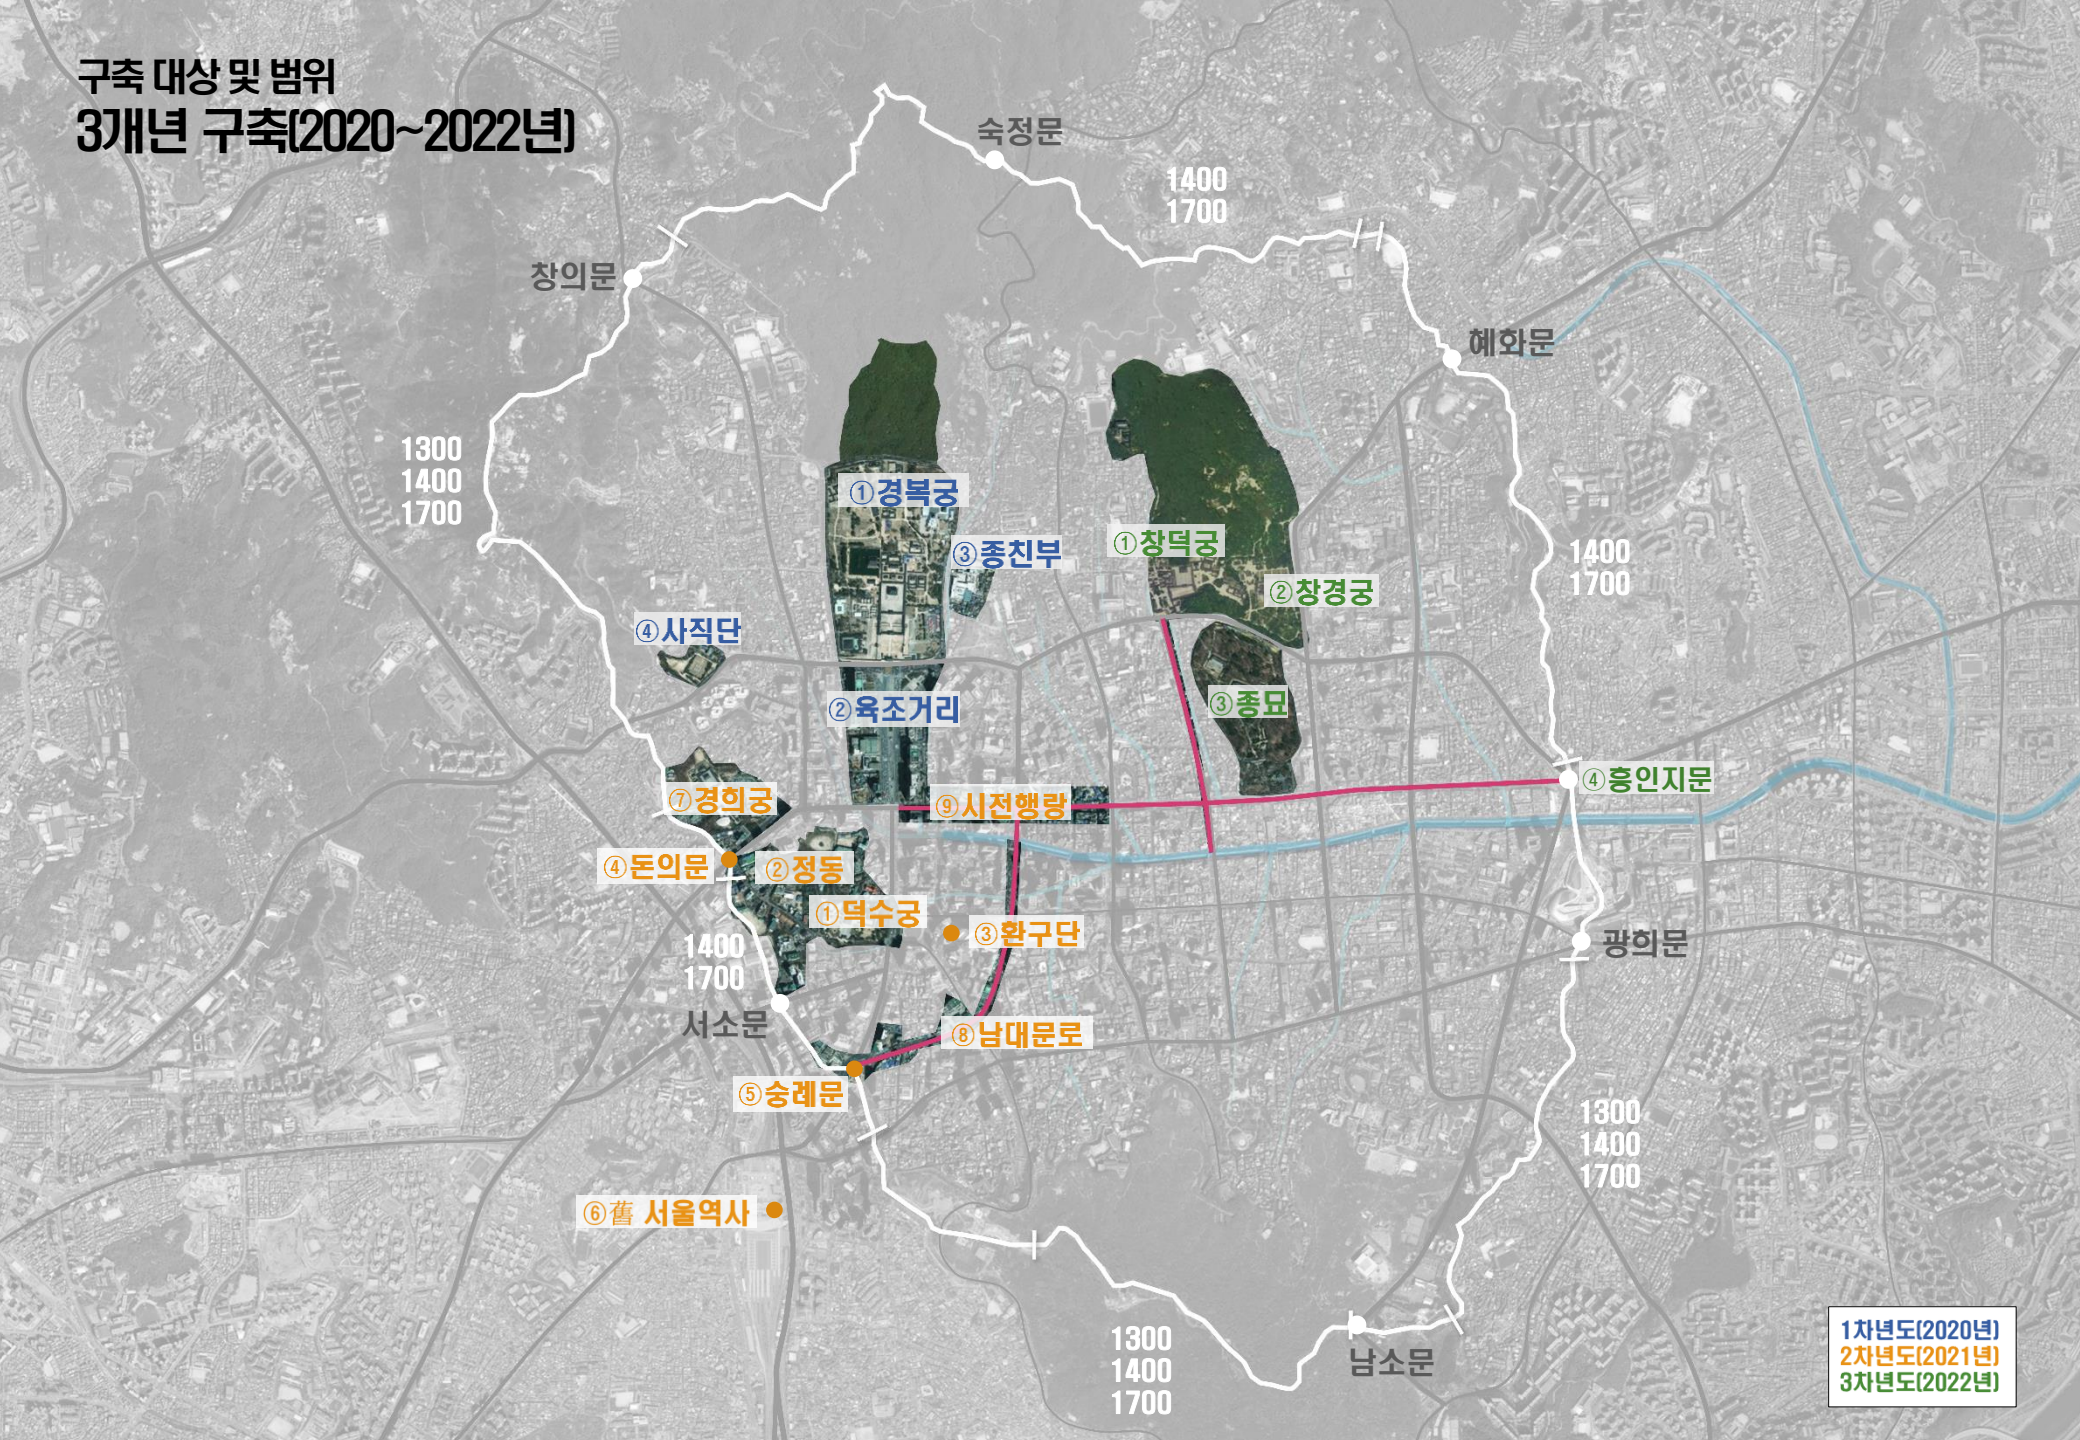 구축 대상 및 범위
3개년 구축(2020~2022년)
숙정문
1400
1700
창의문
혜화문
1300
1400
1700
①경복궁
③종친부
①창덕궁
②창경궁
1400
1700
④사직단
②육조거리
③종묘
⑦경희궁
⑨시전행랑
④흥인지문
④돈의문
②정동
①덕수궁
③환구단
광희문
1400
1700
서소문
⑧남대문로
⑤숭례문
1300
1400
1700
⑥舊 서울역사
1300
1400
1700
남소문
1차년도(2020년)
2차년도(2021년)
3차년도(2022년)